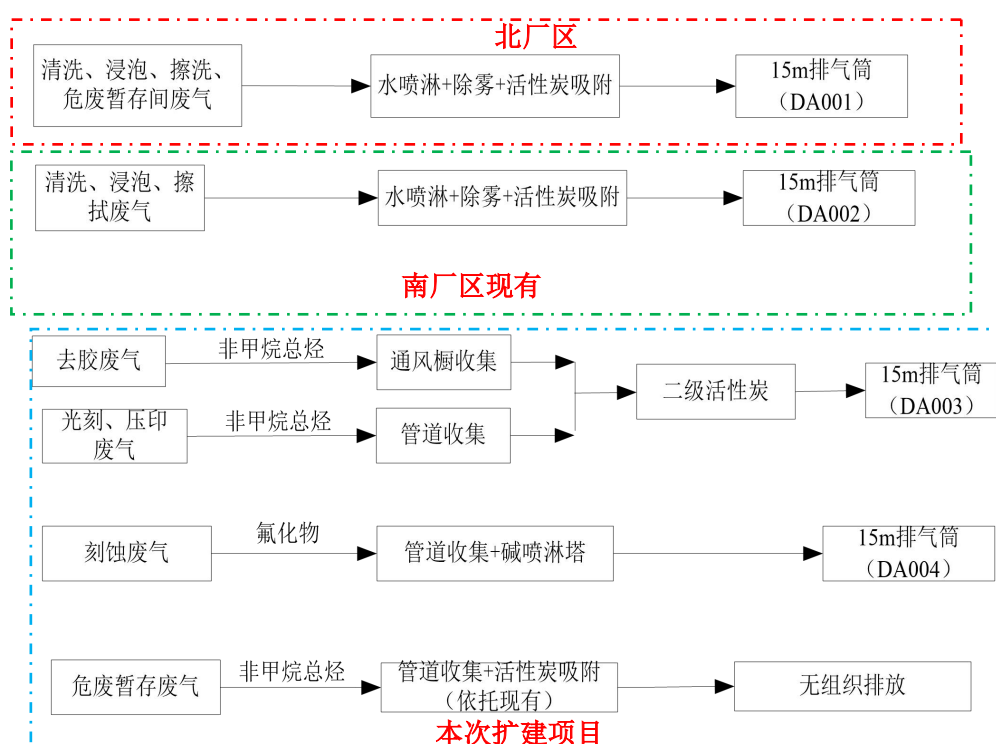 北厂区
清洗、浸泡、擦洗、
危废暂存间废气
水喷淋+除雾+活性炭吸附
15m排气筒
（DA001）
清洗、浸泡、擦
拭废气
水喷淋+除雾+活性炭吸附
15m排气筒
（DA002）
南厂区现有
去胶废气
非甲烷总烃
通风橱收集
光刻、压印
废气
非甲烷总烃
管道收集
二级活性炭
15m排气筒
（DA003）
刻蚀废气
氟化物
管道收集+碱喷淋塔
15m排气筒
（DA004）
危废暂存废气
非甲烷总烃
管道收集+活性炭吸附
（依托现有）
无组织排放
本次扩建项目